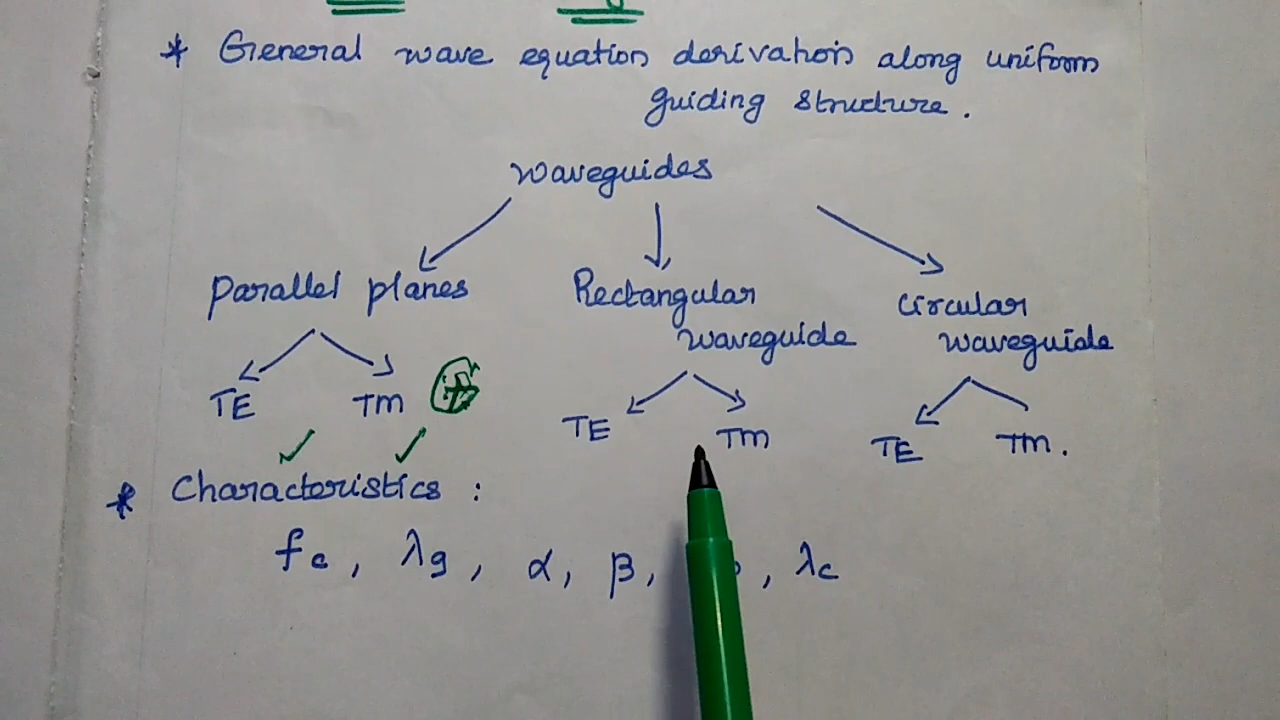 * General wave equation derivation along uniform
guiding structure.
Waveguides
Parallel planes
Rectangular waveguide
Circular waveguide
TE TM
TE TM
TE TM.
* Characteristics :
fc, λg, α, β, , λc